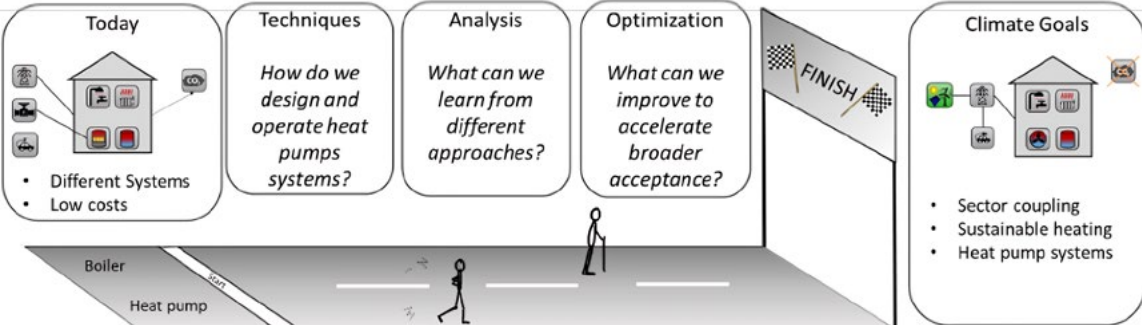 Today
• Different Systems
• Low costs
Techniques
How do we
design and
operate heat
pumps
systems?
Analysis
What can we
learn from
different
approaches?
Optimization
What can we
improve to
accelerate
broader
acceptance?
FINISH
Climate Goals
• Sector coupling
• Sustainable heating
• Heat pump systems
Boiler
Heat pump
Start